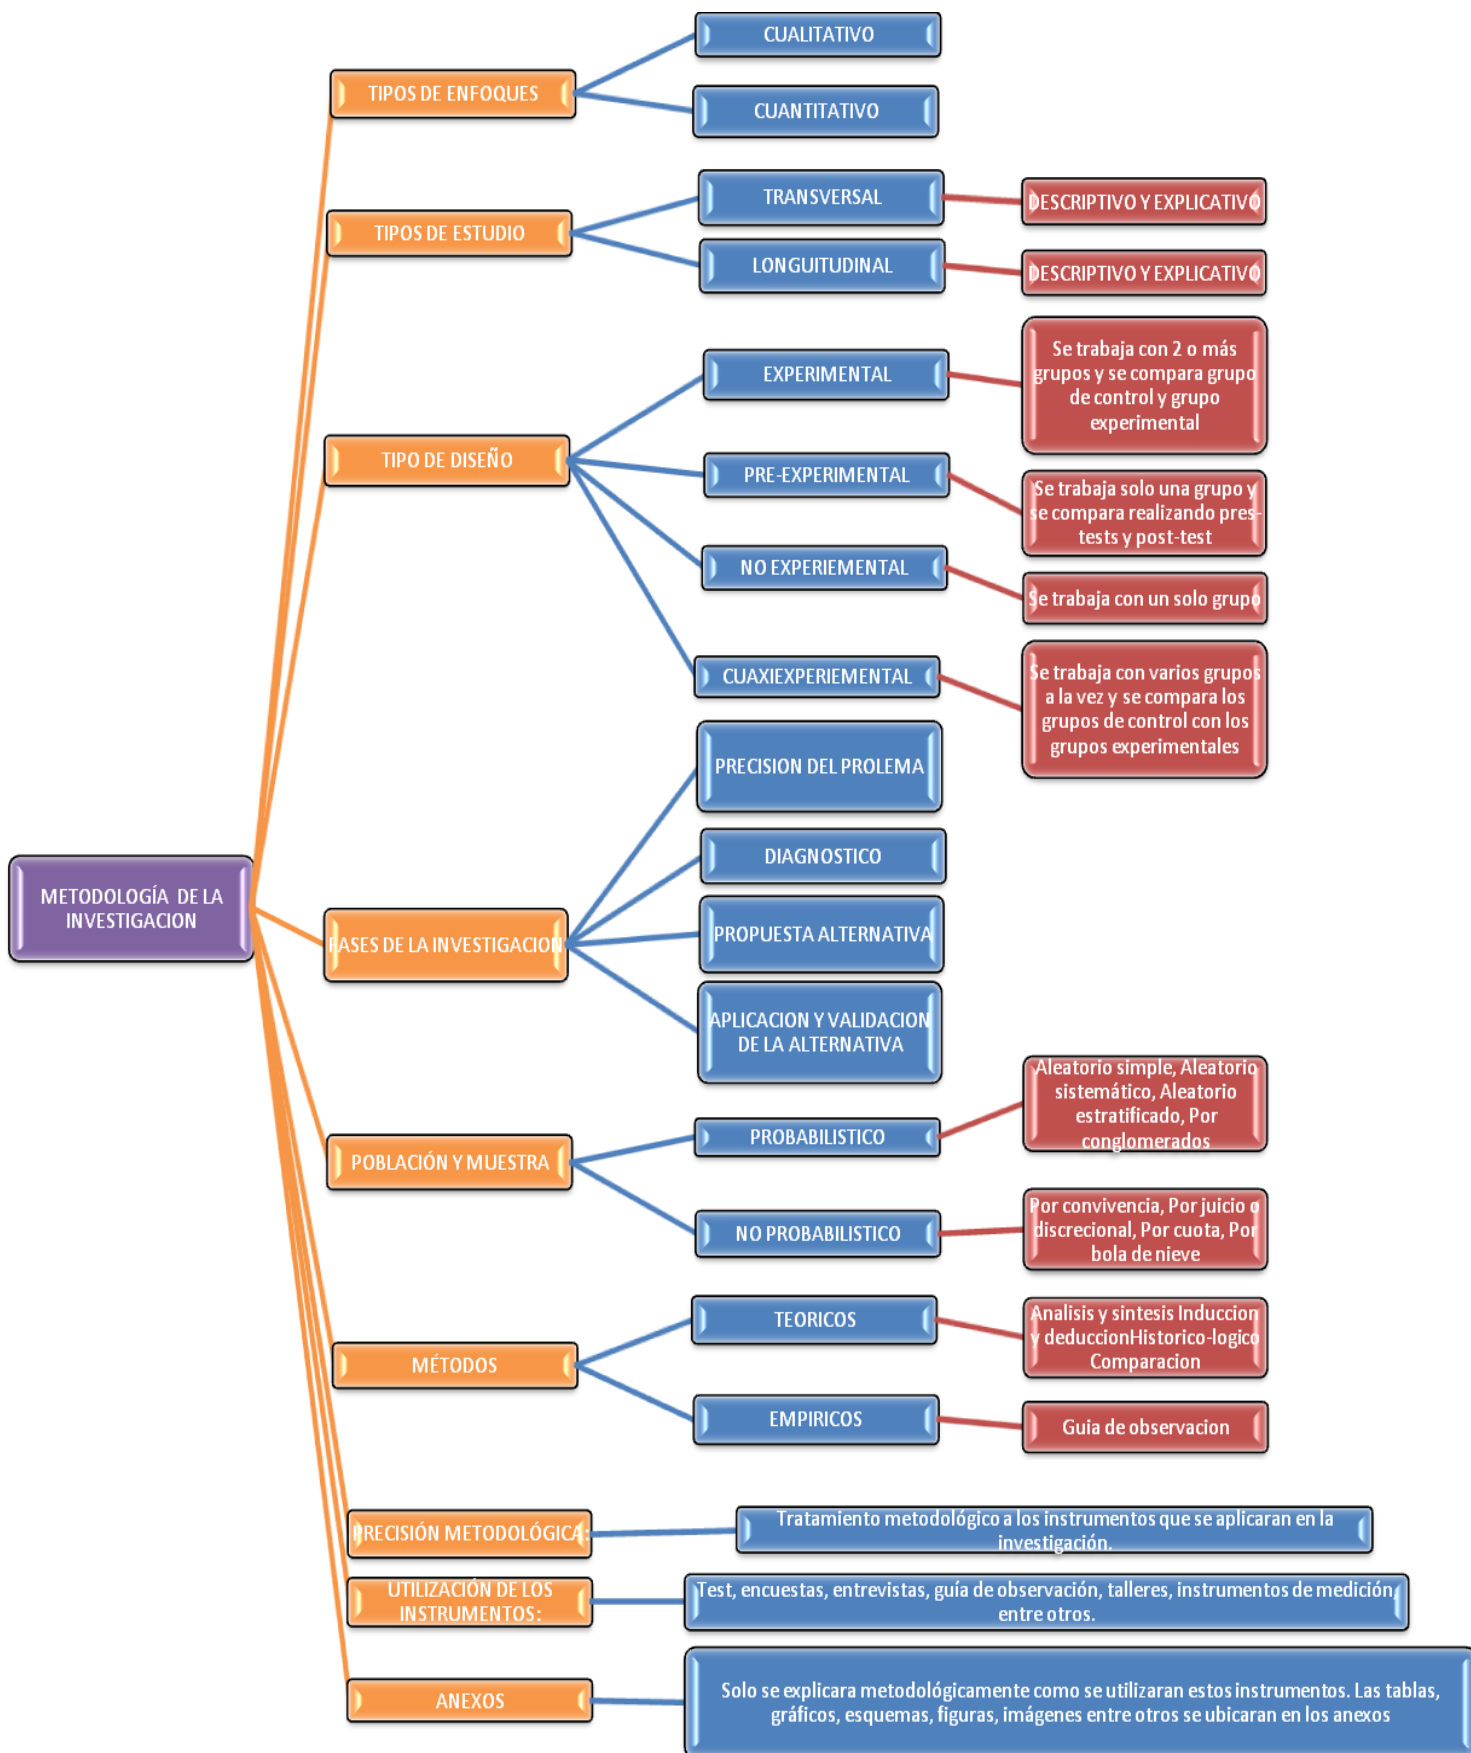 CUALITATIVO
TIPOS DE ENFOQUES
CUANTITATIVO
TRANSVERSAL
DESCRIPTIVO Y EXPLICATIVO
TIPOS DE ESTUDIO
LONGUITUDINAL
DESCRIPTIVO Y EXPLICATIVO
EXPERIMENTAL
Se trabaja con 2 o más
grupos y se compara grupo
de control y grupo
experimental
TIPO DE DISEÑO
PRE-EXPERIMENTAL
Se trabaja solo una grupo y
se compara realizando pres-
tests y post-test
NO EXPERIEMENTAL
Se trabaja con un solo grupo
CUAXIEXPERIEMENTAL
Se trabaja con varios grupos
a la vez y se compara los
grupos de control con los
grupos experimentales
METODOLOGÍA DE LA
INVESTIGACION
FASES DE LA INVESTIGACION
PRECISION DEL PROLEMA
DIAGNOSTICO
PROPUESTA ALTERNATIVA
APLICACION Y VALIDACION
DE LA ALTERNATIVA
POBLACIÓN Y MUESTRA
PROBABILISTICO
Aleatorio simple, Aleatorio
sistemático, Aleatorio
estratificado, Por
conglomerados
NO PROBABILISTICO
Por convivencia, Por juicio o
discrecional, Por cuota, Por
bola de nieve
MÉTODOS
TEORICOS
Analisis y sintesis Induccion
y deduccionHistorico-logico
Comparacion
EMPIRICOS
Guia de observacion
PRECISIÓN METODOLÓGICA:
Tratamiento metodológico a los instrumentos que se aplicaran en la
investigación.
UTILIZACIÓN DE LOS
INSTRUMENTOS:
Test, encuestas, entrevistas, guía de observación, talleres, instrumentos de medición,
entre otros.
ANEXOS
Solo se explicara metodológicamente como se utilizaran estos instrumentos. Las tablas,
gráficos, esquemas, figuras, imágenes entre otros se ubicaran en los anexos